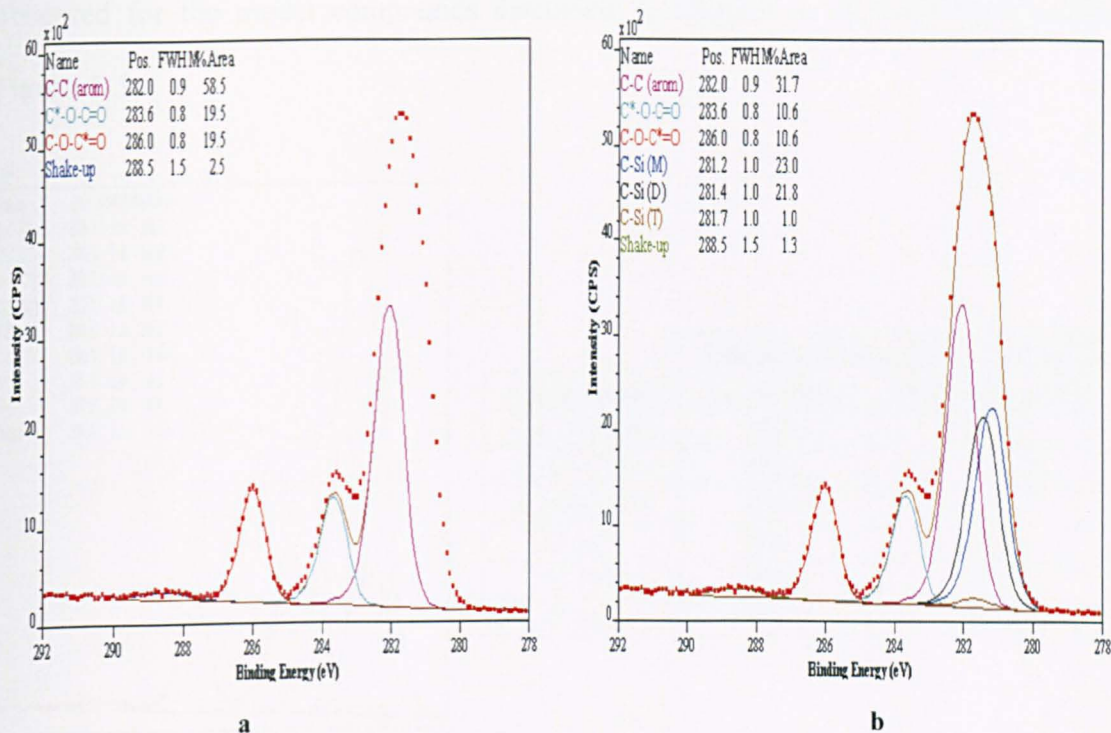 x10²
60
50
40
30
20
10
0
Intensity (CPS)
Name Pos. FWHM %Area
C-C (arom) 282.0 0.9 58.5
C*-O-C=O 283.6 0.8 19.5
C-O-C*=O 286.0 0.8 19.5
Shake-up 288.5 1.5 2.5
292 290 288 286 284 282 280 278
Binding Energy (eV)
a
x10²
60
50
40
30
20
10
0
Intensity (CPS)
Name Pos. FWHM %Area
C-C (arom) 282.0 0.9 31.7
C*-O-C=O 283.6 0.8 10.6
C-O-C*=O 286.0 0.8 10.6
C-Si (M) 281.2 1.0 23.0
C-Si (D) 281.4 1.0 21.8
C-Si (T) 281.7 1.0 1.0
Shake-up 288.5 1.5 1.3
292 290 288 286 284 282 280 278
Binding Energy (eV)
b